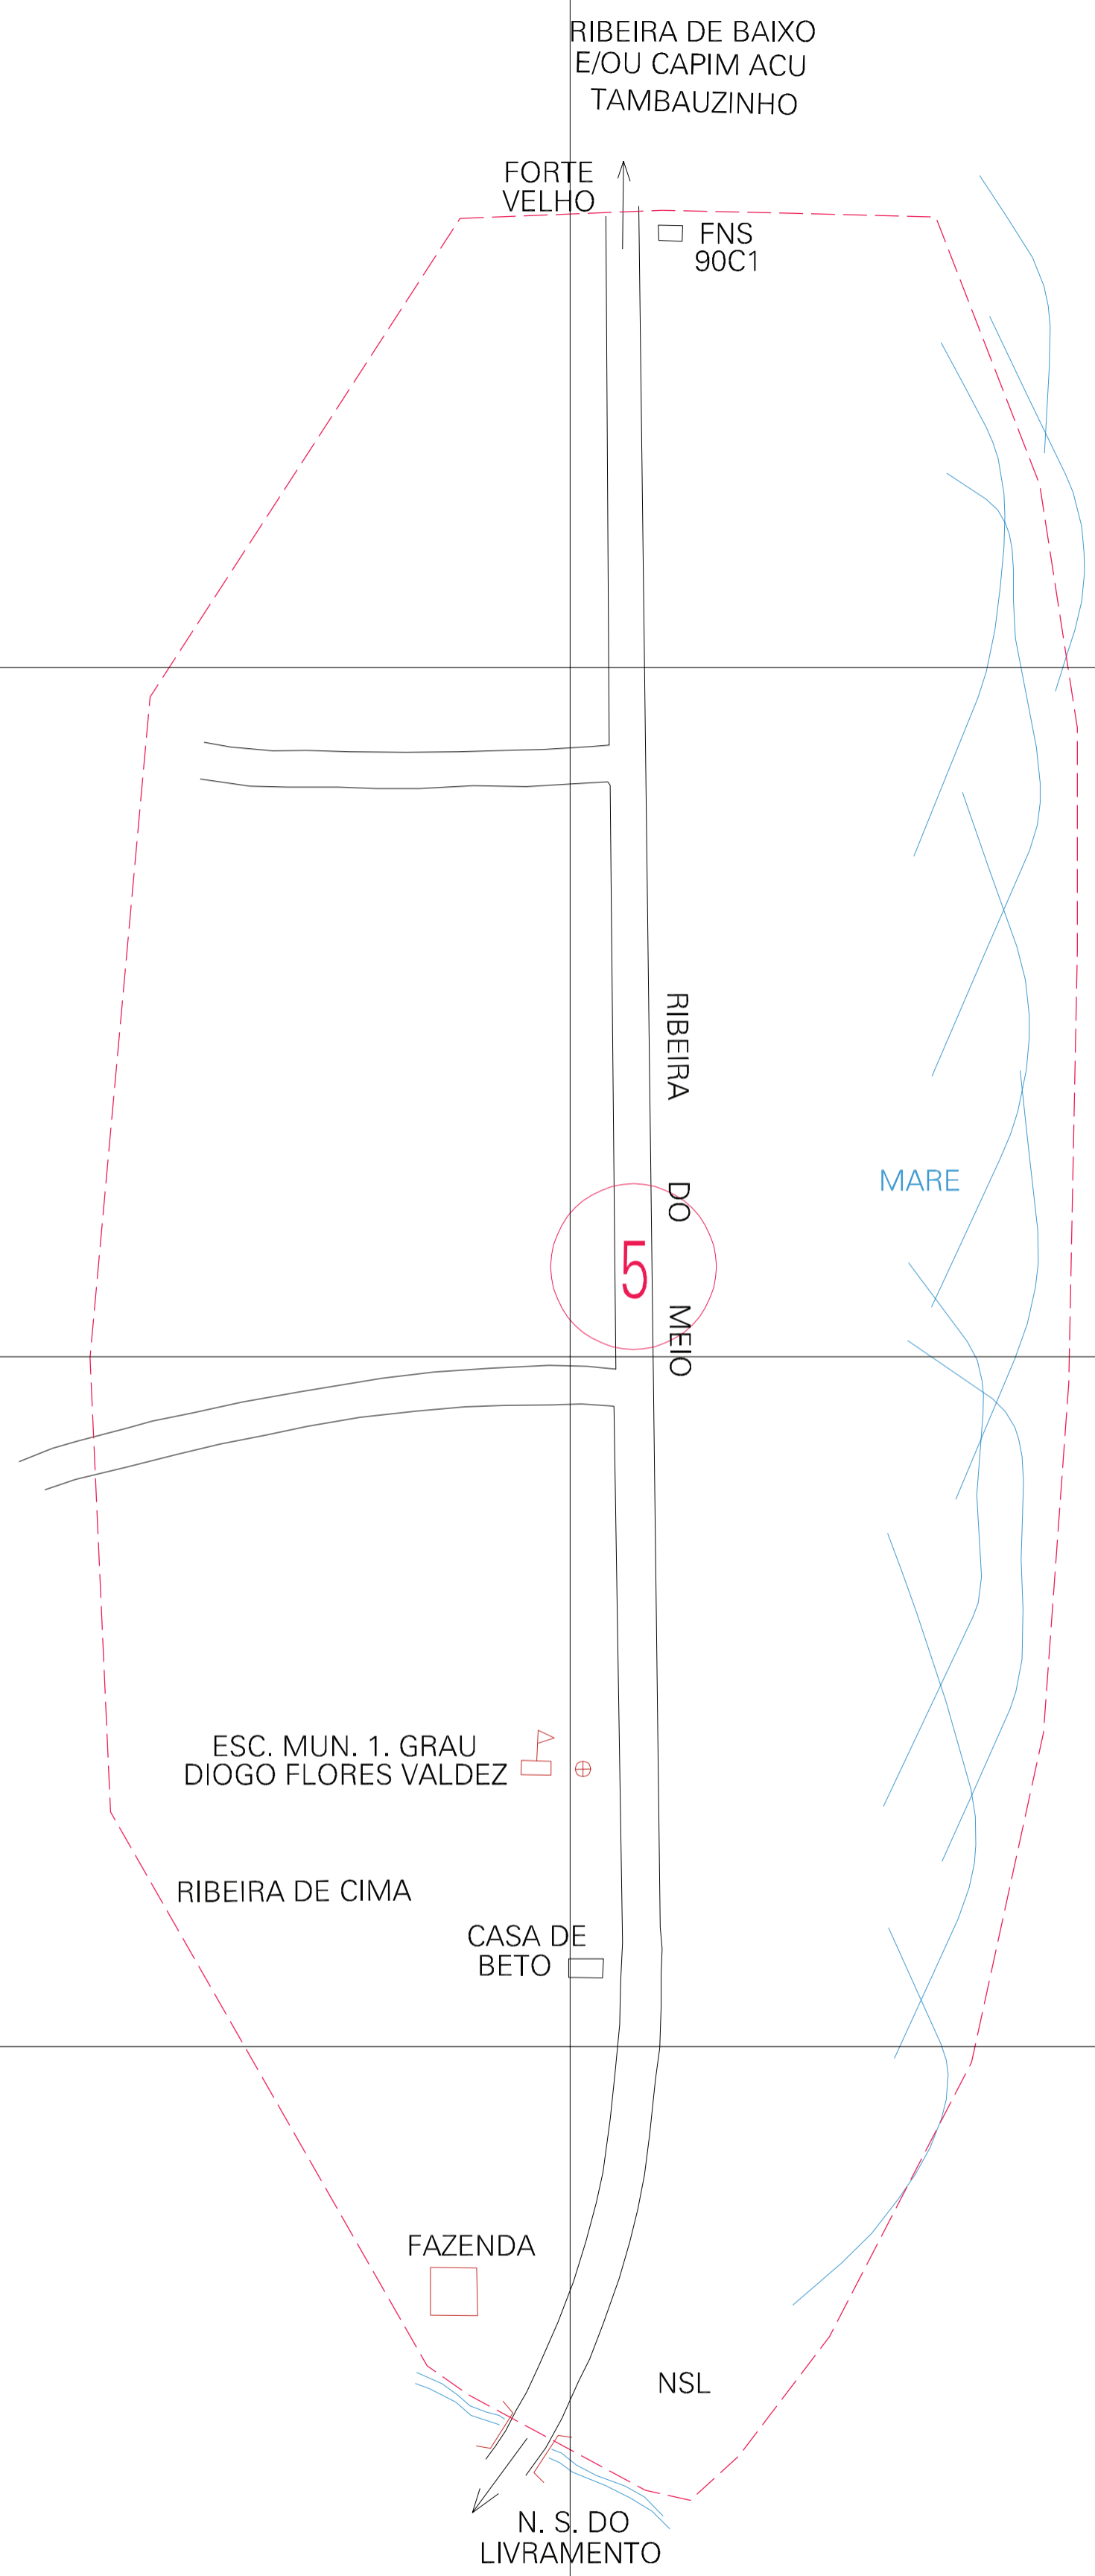 RIBEIRA DE BAIXO
E/OU CAPIM ACU
TAMBAUZINHO
FORTE
VELHO
FNS
90C1
RIBEIRA DO MEIO
MARE
5
ESC. MUN. 1. GRAU
DIOGO FLORES VALDEZ
RIBEIRA DE CIMA
CASA DE
BETO
FAZENDA
NSL
N. S. DO
LIVRAMENTO